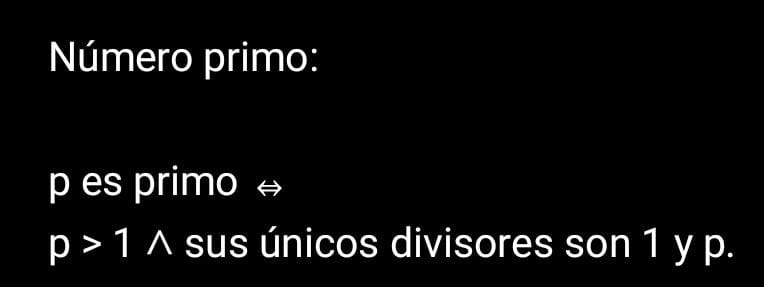 Número primo:
p es primo ⇔
p > 1 ∧ sus únicos divisores son 1 y p.